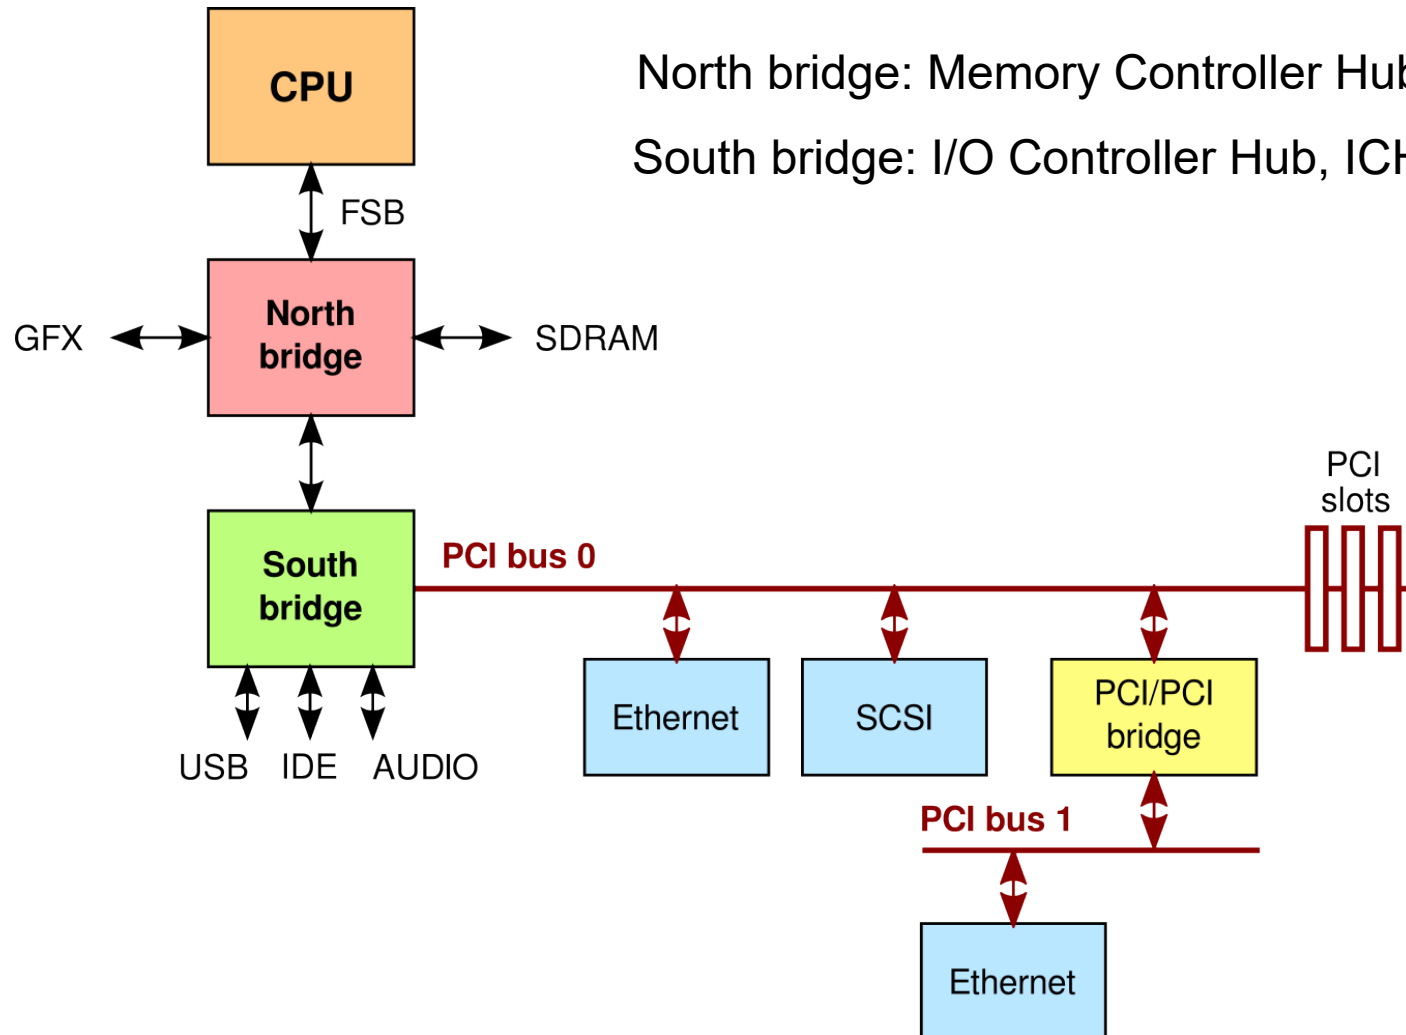 CPU
North bridge: Memory Controller Hub
South bridge: I/O Controller Hub, ICH
FSB
North
bridge
GFX
SDRAM
PCI
slots
South
bridge
PCI bus 0
Ethernet
SCSI
PCI/PCI
bridge
USB IDE AUDIO
PCI bus 1
Ethernet